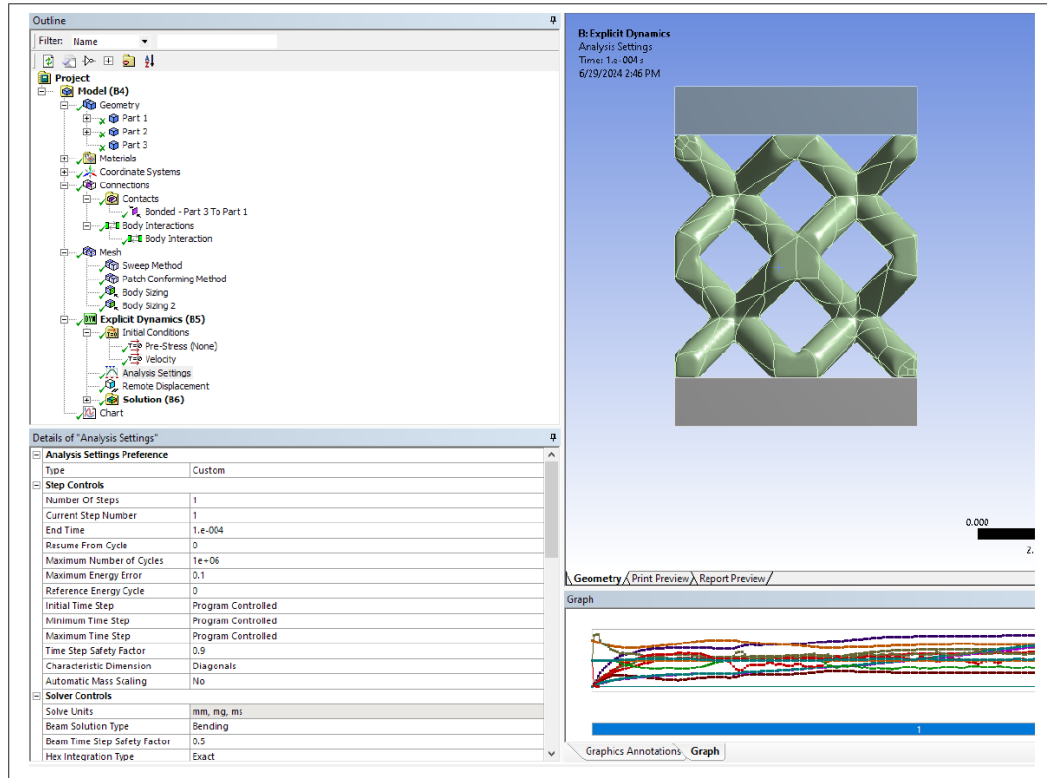 Outline
Filter: Name
Project
Model (B4)
Geometry
Part 1
Part 2
Part 3
Materials
Coordinate Systems
Connections
Contacts
Bonded - Part 3 To Part 1
Body Interactions
Body Interaction
Mesh
Sweep Method
Patch Conforming Method
Body Sizing
Body Sizing 2
Explicit Dynamics (B5)
Initial Conditions
Pre-Stress (None)
Velocity
Analysis Settings
Remote Displacement
Solution (B6)
Chart
Details of "Analysis Settings"
Analysis Settings Preference
Type Custom
Step Controls
Number Of Steps 1
Current Step Number 1
End Time 1.e-004
Resume From Cycle 0
Maximum Number of Cycles 1e+06
Maximum Energy Error 0.1
Reference Energy Cycle 0
Initial Time Step Program Controlled
Minimum Time Step Program Controlled
Maximum Time Step Program Controlled
Time Step Safety Factor 0.9
Characteristic Dimension Diagonals
Automatic Mass Scaling No
Solver Controls
Solve Units mm, mg, ms
Beam Solution Type Bending
Beam Time Step Safety Factor 0.5
Hex Integration Type Exact
B: Explicit Dynamics
Analysis Settings
Time: 1.e-004 s
6/29/2024 2:46 PM
0.000
2.
Geometry Print Preview Report Preview
Graph
1
Graphics Annotations Graph